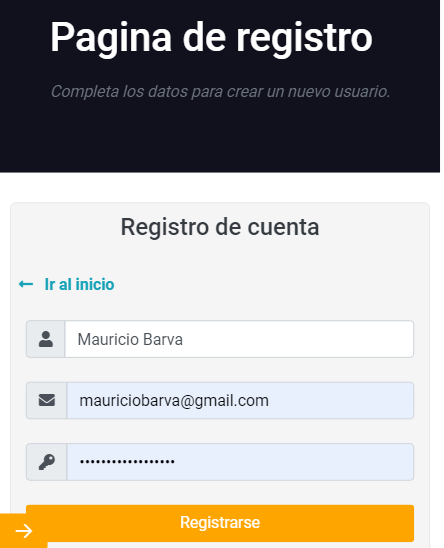 Pagina de registro
Completa los datos para crear un nuevo usuario.
Registro de cuenta
Ir al inicio
Mauricio Barva
mauriciobarva@gmail.com
••••••••••••••••••
Registrarse